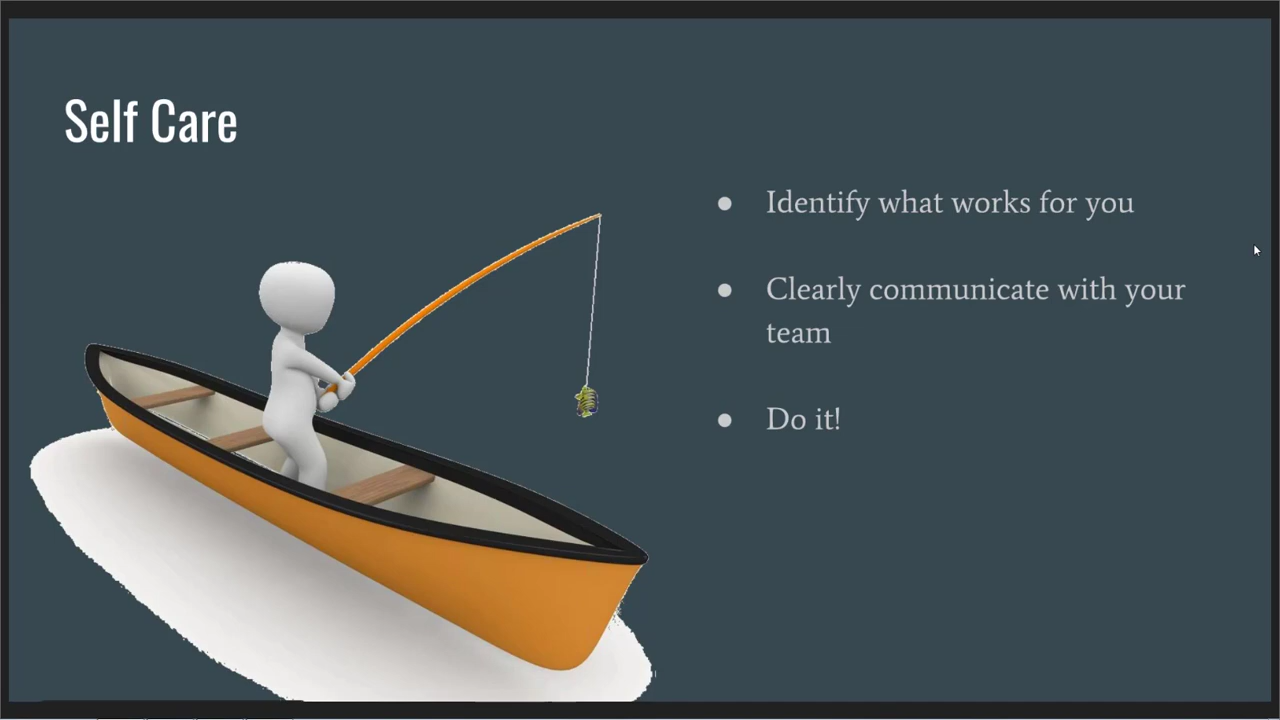 Self Care
● Identify what works for you
● Clearly communicate with your
team
● Do it!